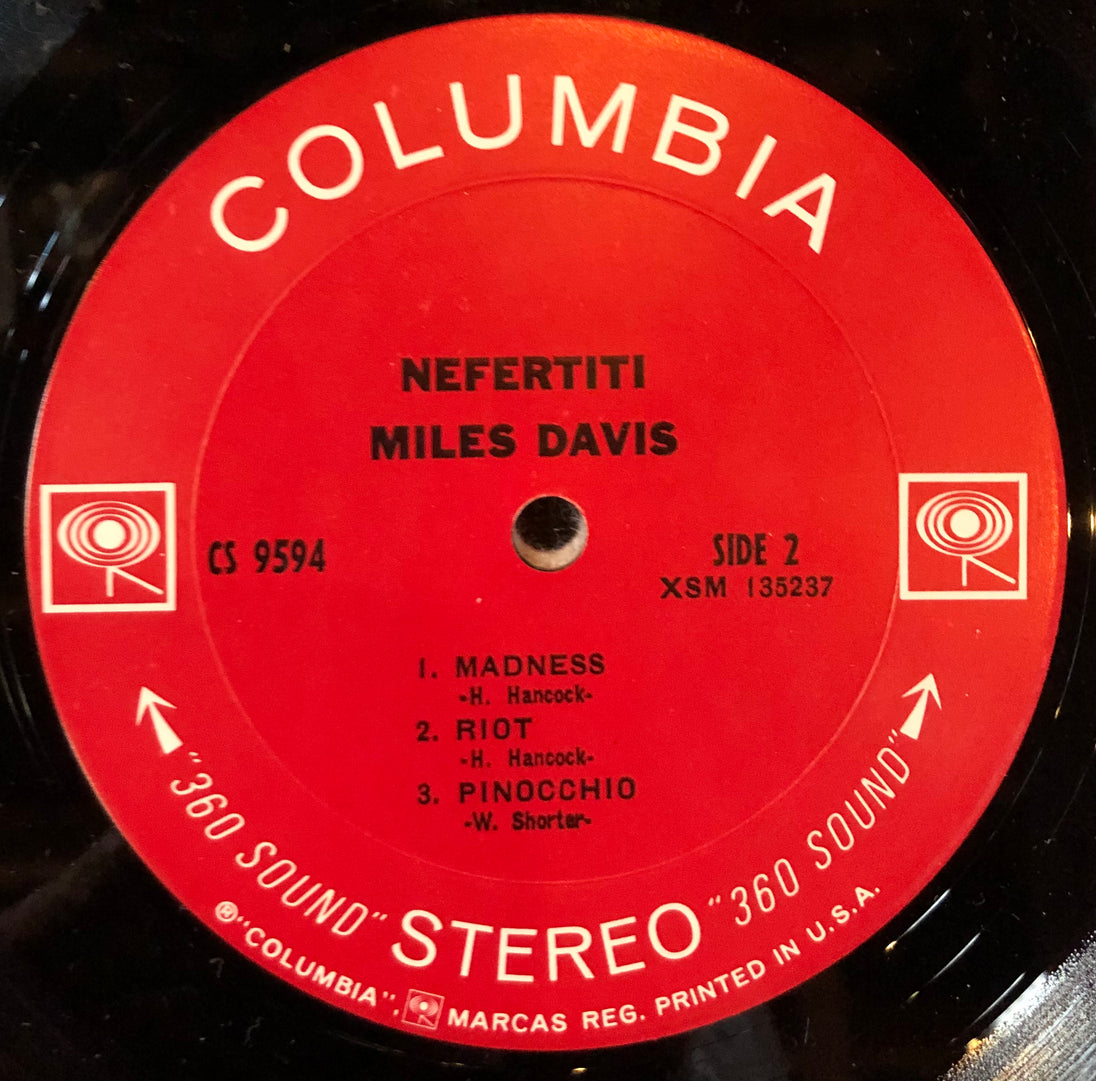 COLUMBIA
NEFERTITI
MILES DAVIS
CS 9594
SIDE 2
XSM 135237
1. MADNESS
-H. Hancock-
2. RIOT
-H. Hancock-
3. PINOCCHIO
-W. Shorter-
"360 SOUND" STEREO "360 SOUND"
®"COLUMBIA", MARCAS REG. PRINTED IN U.S.A.